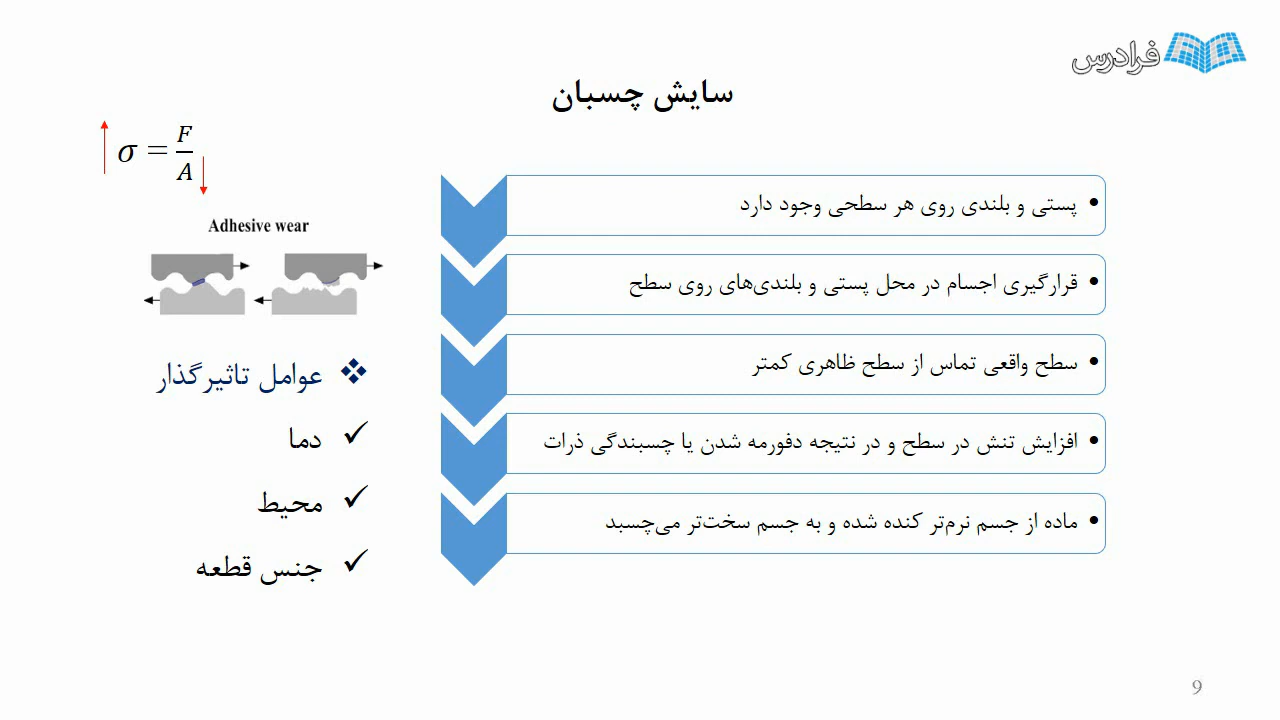 فرادرس
سایش چسبان
σ = F/A
Adhesive wear
• پستی و بلندی روی هر سطحی وجود دارد
• قرارگیری اجسام در محل پستی و بلندی‌های روی سطح
• سطح واقعی تماس از سطح ظاهری کمتر
• افزایش تنش در سطح و در نتیجه دفورمه شدن یا چسبندگی ذرات
• ماده از جسم نرم‌تر کنده شده و به جسم سخت‌تر می‌چسبد
❖ عوامل تاثیرگذار
✓ دما
✓ محیط
✓ جنس قطعه
9